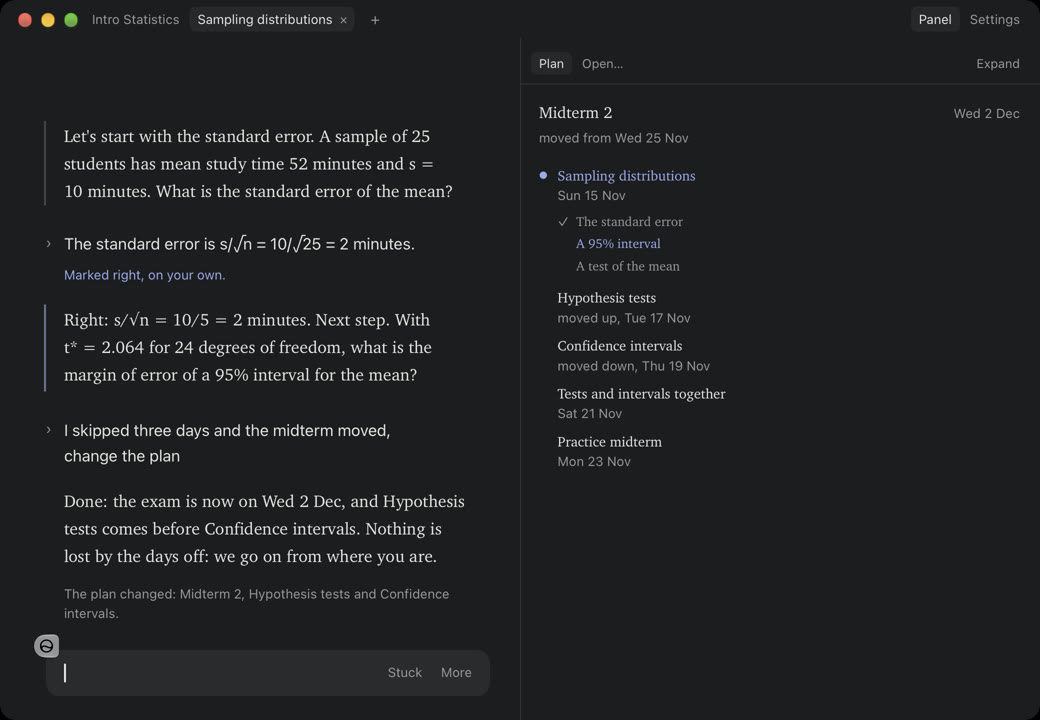 Intro Statistics
Sampling distributions ×
+
Panel
Settings
Let's start with the standard error. A sample of 25
students has mean study time 52 minutes and s =
10 minutes. What is the standard error of the mean?
› The standard error is s/√n = 10/√25 = 2 minutes.
Marked right, on your own.
Right: s/√n = 10/5 = 2 minutes. Next step. With
t* = 2.064 for 24 degrees of freedom, what is the
margin of error of a 95% interval for the mean?
› I skipped three days and the midterm moved,
change the plan
Done: the exam is now on Wed 2 Dec, and Hypothesis
tests comes before Confidence intervals. Nothing is
lost by the days off: we go on from where you are.
The plan changed: Midterm 2, Hypothesis tests and Confidence
intervals.
Stuck
More
Plan
Open...
Expand
Midterm 2
Wed 2 Dec
moved from Wed 25 Nov
Sampling distributions
Sun 15 Nov
✓ The standard error
A 95% interval
A test of the mean
Hypothesis tests
moved up, Tue 17 Nov
Confidence intervals
moved down, Thu 19 Nov
Tests and intervals together
Sat 21 Nov
Practice midterm
Mon 23 Nov